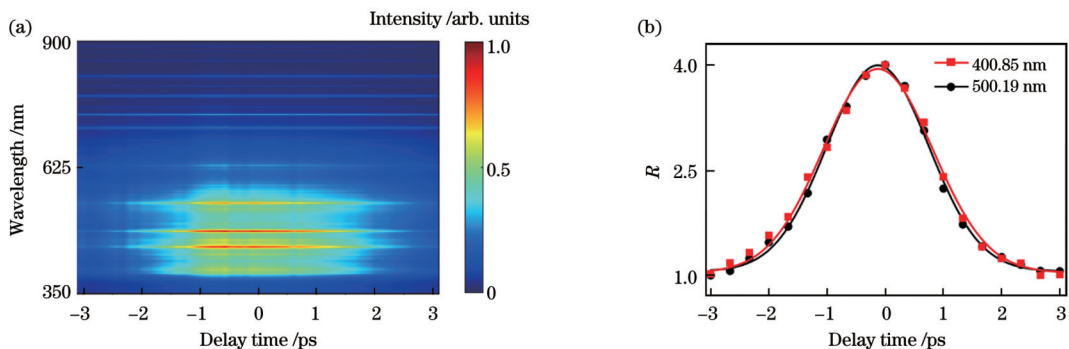 (a)
Intensity /arb. units
900
625
350
Wavelength /nm
−3
−2
−1
0
1
2
3
Delay time /ps
1.0
0.5
0
(b)
4.0
2.5
1.0
R
400.85 nm
500.19 nm
−3
−2
−1
0
1
2
3
Delay time /ps